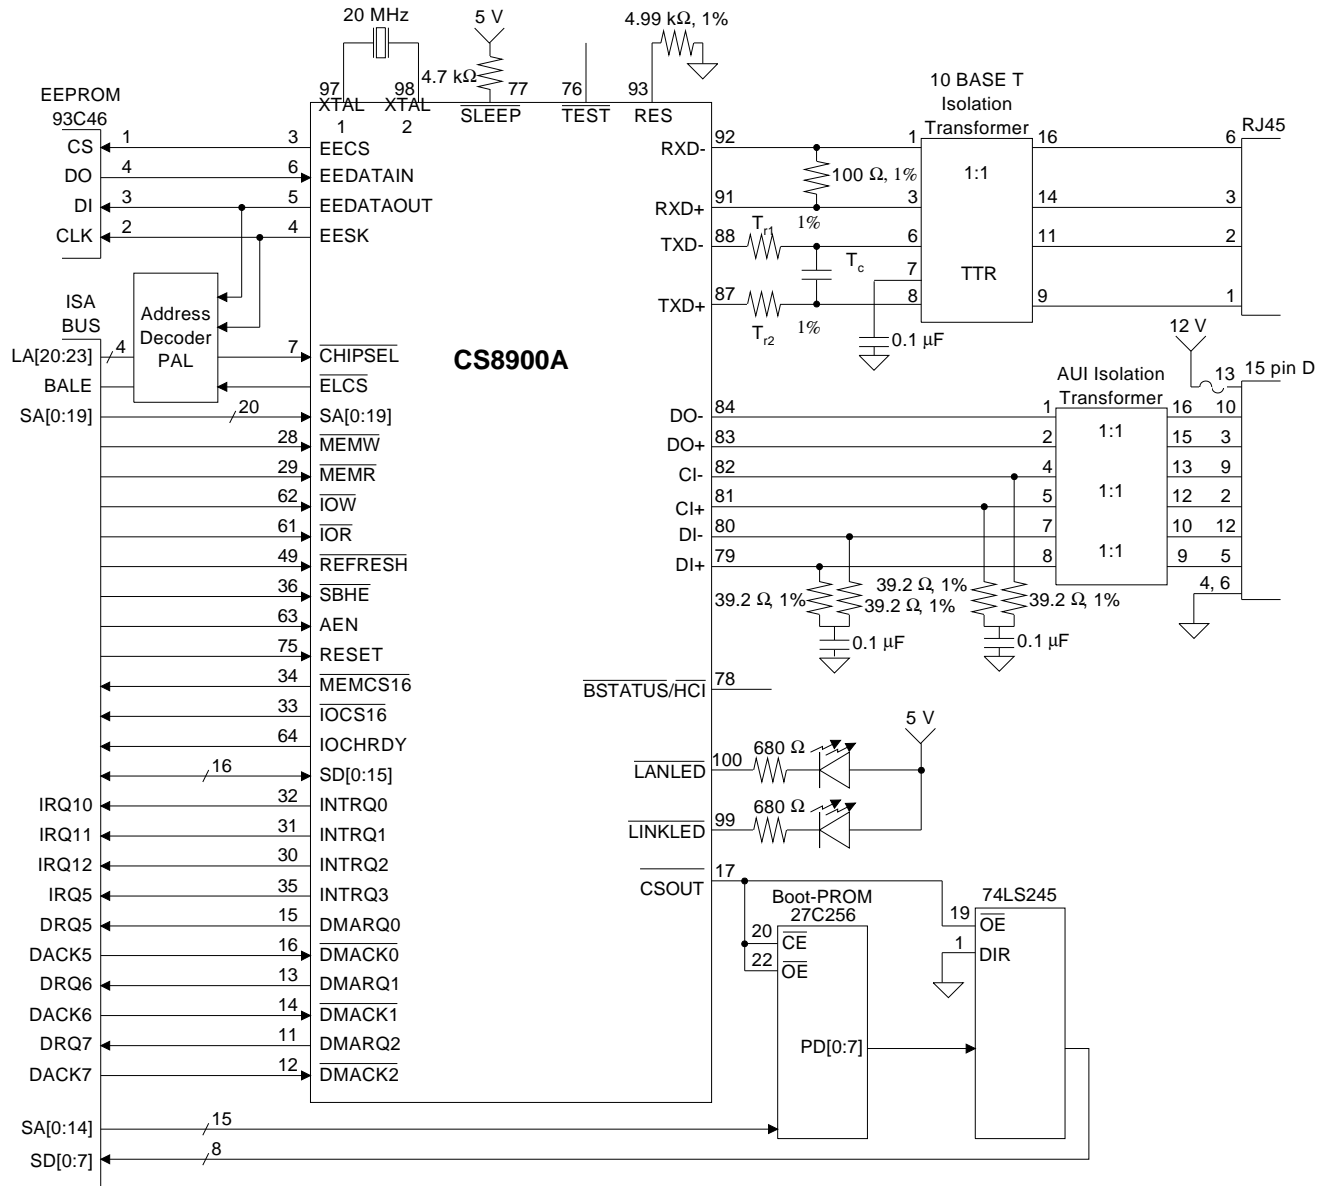 20 MHz
5 V
4.99 kΩ, 1%
4.7 kΩ
97
98
77
76
93
XTAL
1
XTAL
2
SLEEP
TEST
RES
EEPROM
93C46
CS 1 3 EECS
DO 4 6 EEDATAIN
DI 3 5 EEDATAOUT
CLK 2 4 EESK
ISA
BUS
Address
Decoder
PAL
LA[20:23] 4 7 CHIPSEL
BALE ELCS
SA[0:19] 20 SA[0:19]
28 MEMW
29 MEMR
62 IOW
61 IOR
49 REFRESH
36 SBHE
63 AEN
75 RESET
34 MEMCS16
33 IOCS16
64 IOCHRDY
16 SD[0:15]
IRQ10 32 INTRQ0
IRQ11 31 INTRQ1
IRQ12 30 INTRQ2
IRQ5 35 INTRQ3
DRQ5 15 DMARQ0
DACK5 16 DMACK0
DRQ6 13 DMARQ1
DACK6 14 DMACK1
DRQ7 11 DMARQ2
DACK7 12 DMACK2
SA[0:14] 15
SD[0:7] 8
CS8900A
10 BASE T
Isolation
Transformer
RJ45
RXD- 92 1 16 6
100 Ω, 1%
1:1
RXD+ 91 3 14 3
Tr1 1%
TXD- 88 6 11 2
Tc
7
TTR
TXD+ 87 8 9 1
Tr2 1%
0.1 µF
12 V
13 15 pin D
AUI Isolation
Transformer
DO- 84 1 16 10
1:1
DO+ 83 2 15 3
CI- 82 4 13 9
1:1
CI+ 81 5 12 2
DI- 80 7 10 12
1:1
DI+ 79 8 9 5
4, 6
39.2 Ω, 1%
39.2 Ω, 1%
39.2 Ω, 1%
39.2 Ω, 1%
0.1 µF
0.1 µF
BSTATUS/HCI 78
5 V
LANLED 100 680 Ω
LINKLED 99 680 Ω
CSOUT 17
Boot-PROM
27C256
20 CE
22 OE
PD[0:7]
74LS245
19 OE
1 DIR